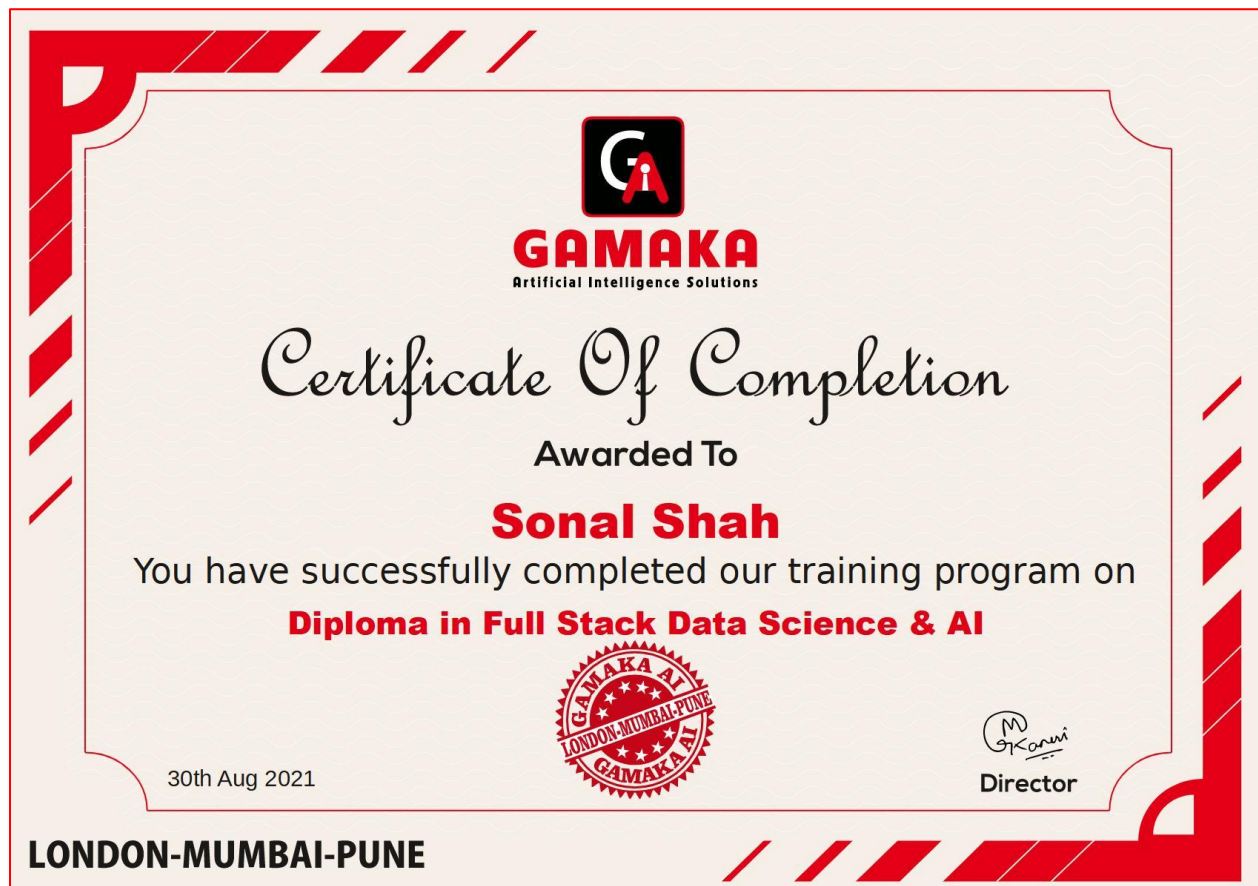 GA
GAMAKA
Artificial Intelligence Solutions
Certificate Of Completion
Awarded To
Sonal Shah
You have successfully completed our training program on
Diploma in Full Stack Data Science & AI
GAMAKA AI
LONDON-MUMBAI-PUNE
GAMAKA AI
30th Aug 2021
Director
LONDON-MUMBAI-PUNE